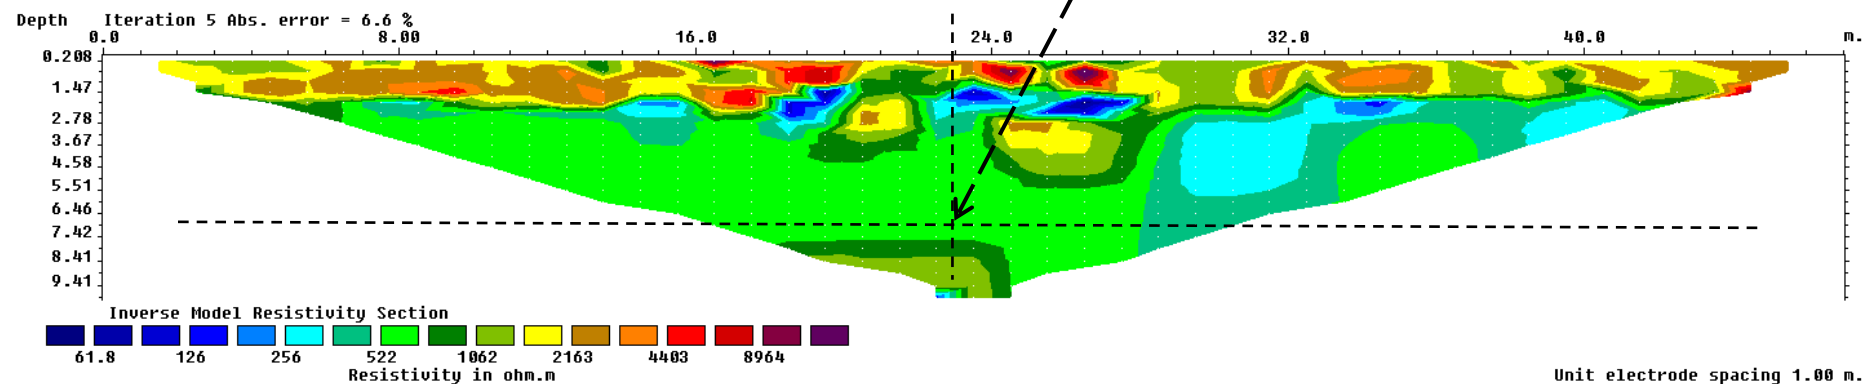 Depth Iteration 5 Abs. error = 6.6 %
0.0 8.00 16.0 24.0 32.0 40.0 m.
0.208
1.47
2.78
3.67
4.58
5.51
6.46
7.42
8.41
9.41
Inverse Model Resistivity Section
61.8 126 256 522 1062 2163 4403 8964
Resistivity in ohm.m
Unit electrode spacing 1.00 m.